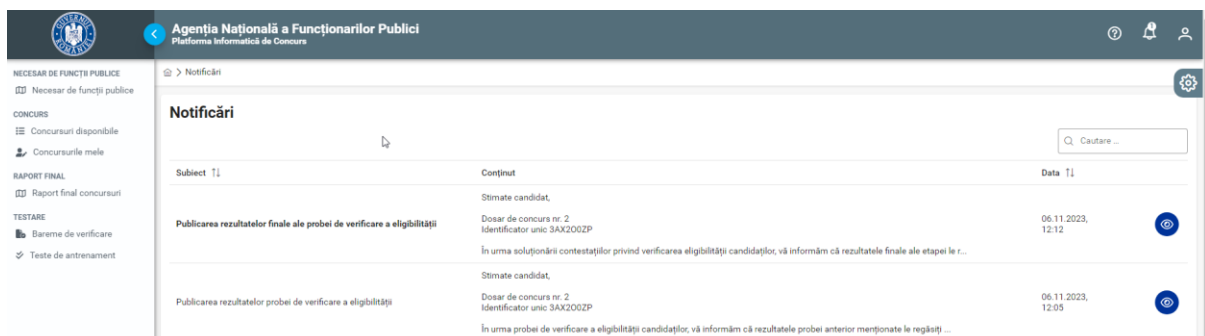 GUVERNUL ROMÂNIEI
Agenția Națională a Funcționarilor Publici
Platforma Informatică de Concurs
NECESAR DE FUNCȚII PUBLICE
Necesar de funcții publice
CONCURS
Concursuri disponibile
Concursurile mele
RAPORT FINAL
Raport final concursuri
TESTARE
Bareme de verificare
Teste de antrenament
Notificări
Notificări
Cautare ...
Subiect Conținut Data
Publicarea rezultatelor finale ale probei de verificare a eligibilității
Stimate candidat,
Dosar de concurs nr. 2
Identificator unic 3AX2O0ZP
În urma soluționării contestațiilor privind verificarea eligibilității candidaților, vă informăm că rezultatele finale ale etapei le r...
06.11.2023,
12:12
Publicarea rezultatelor probei de verificare a eligibilității
Stimate candidat,
Dosar de concurs nr. 2
Identificator unic 3AX2O0ZP
În urma probei de verificare a eligibilității candidaților, vă informăm că rezultatele probei anterior menționate le regăsiți ...
06.11.2023,
12:05